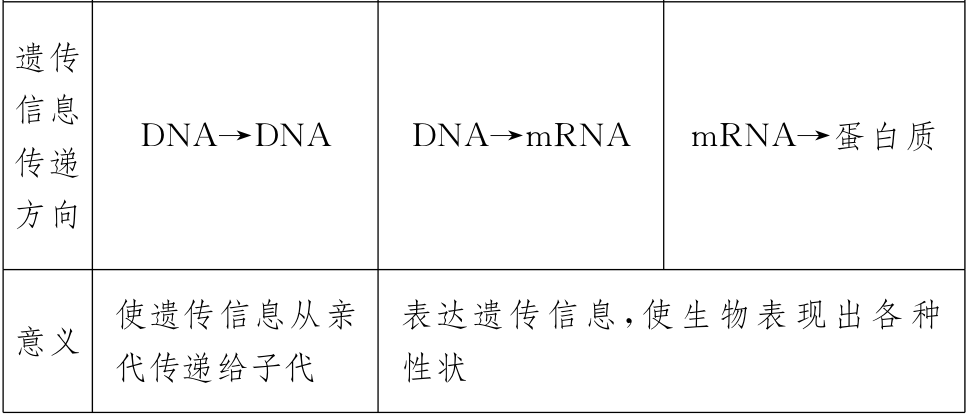 遗传
信息
传递
方向
DNA→DNA
DNA→mRNA
mRNA→蛋白质
意义
使遗传信息从亲
代传递给子代
表达遗传信息,使生物表现出各种
性状